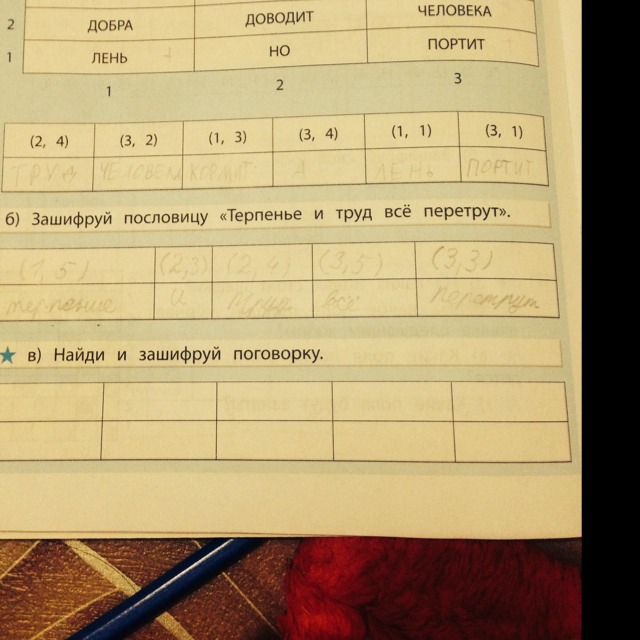 2 ДОБРА ДОВОДИТ ЧЕЛОВЕКА
1 ЛЕНЬ НО ПОРТИТ
1 2 3
(2, 4) (3, 2) (1, 3) (3, 4) (1, 1) (3, 1)
ТРУД ЧЕЛОВЕКА КОРМИТ А ЛЕНЬ ПОРТИТ
б) Зашифруй пословицу «Терпенье и труд всё перетрут».
(1,5) (2,3) (2,4) (3,5) (3,3)
терпение и труд всё перетрут
в) Найди и зашифруй поговорку.